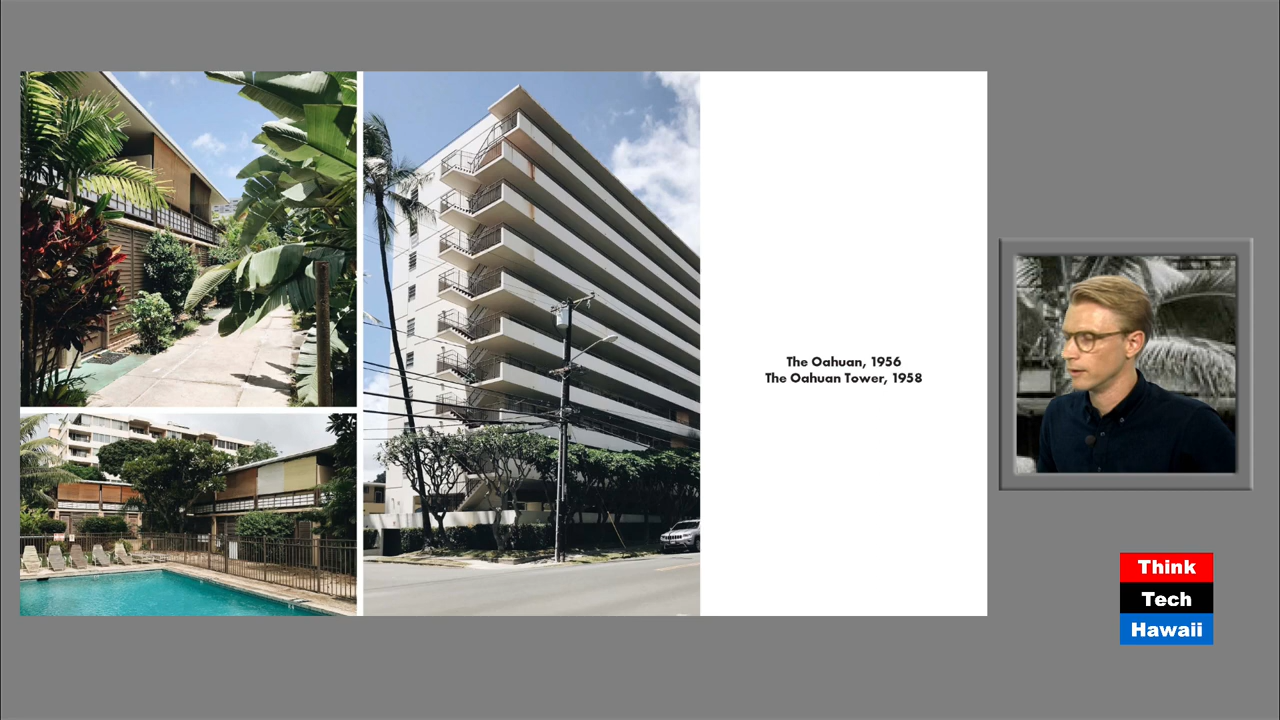 The Oahuan, 1956
The Oahuan Tower, 1958
Think
Tech
Hawaii